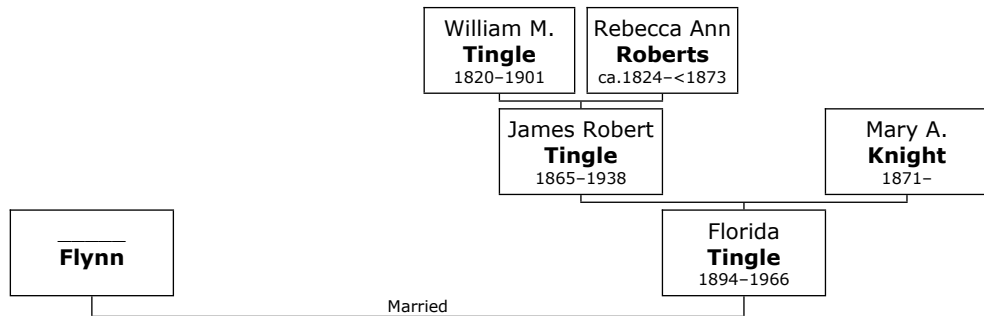 William M.
Tingle
1820–1901
Rebecca Ann
Roberts
ca.1824–<1873
James Robert
Tingle
1865–1938
Mary A.
Knight
1871–
Flynn
Florida
Tingle
1894–1966
Married